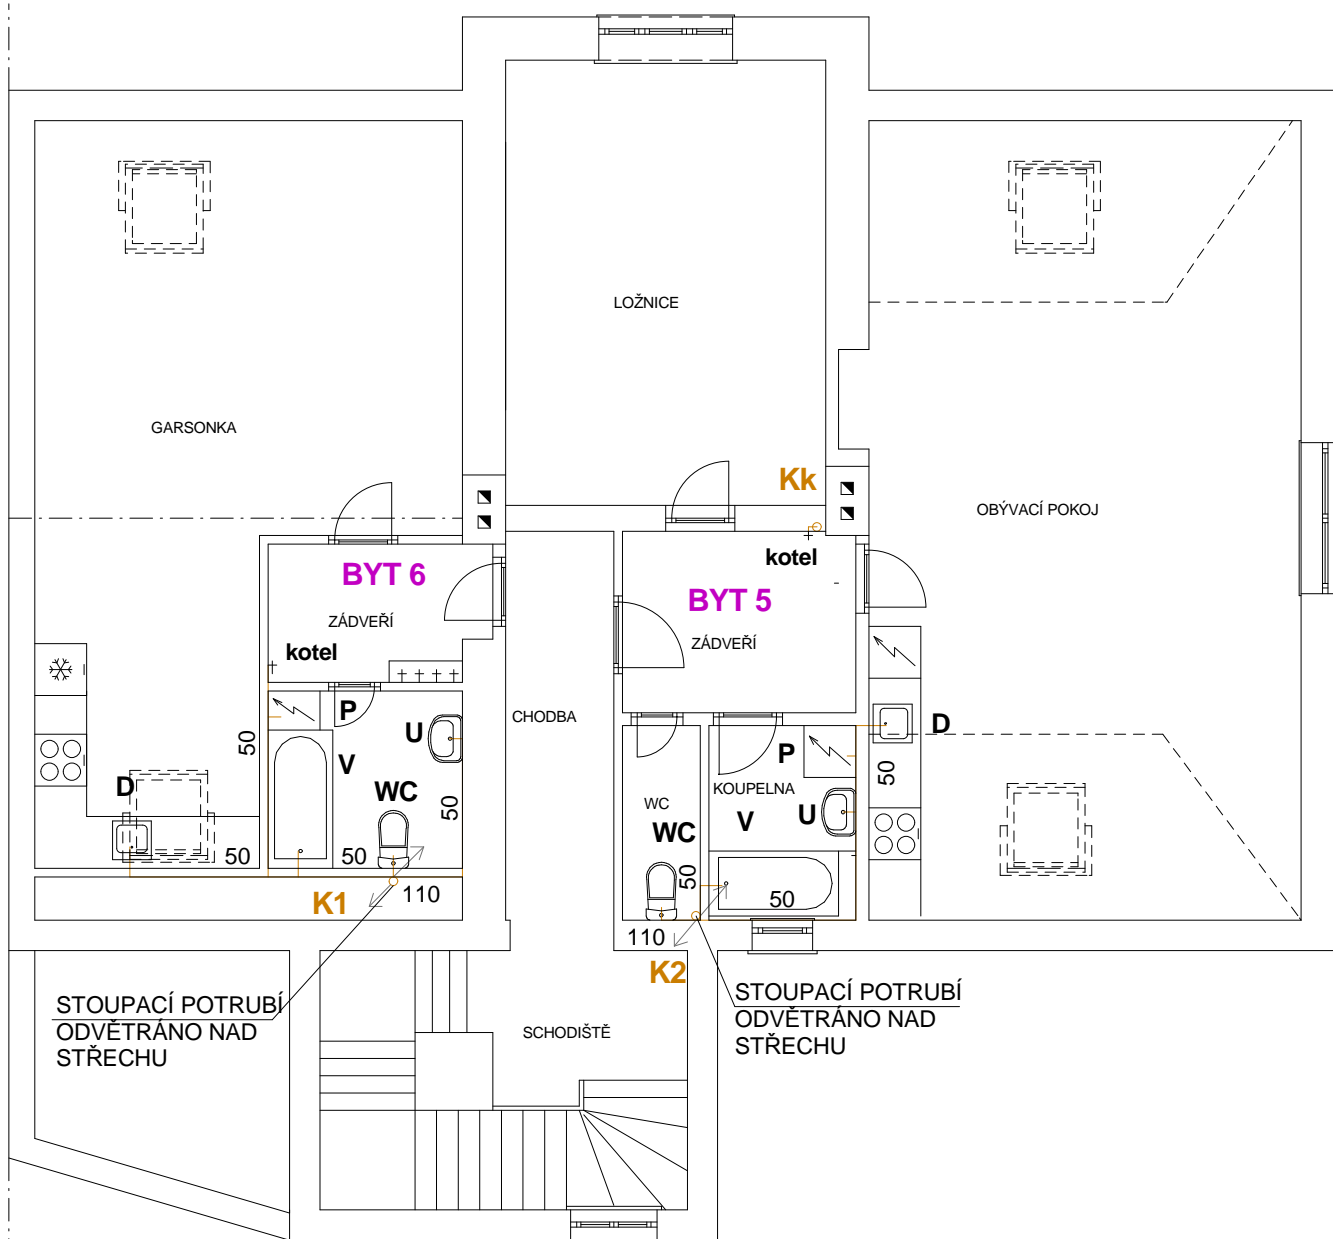 LOŽNICE
GARSONKA
Kk
OBÝVACÍ POKOJ
kotel
BYT 6
BYT 5
ZÁDVEŘÍ
ZÁDVEŘÍ
kotel
P
CHODBA
U
D
50
V
P
50
D
WC
KOUPELNA
50
WC
V
U
WC
50
50
50
50
110
K1
110
K2
STOUPACÍ POTRUBÍ
ODVĚTRÁNO NAD
STŘECHU
SCHODIŠTĚ
STOUPACÍ POTRUBÍ
ODVĚTRÁNO NAD
STŘECHU